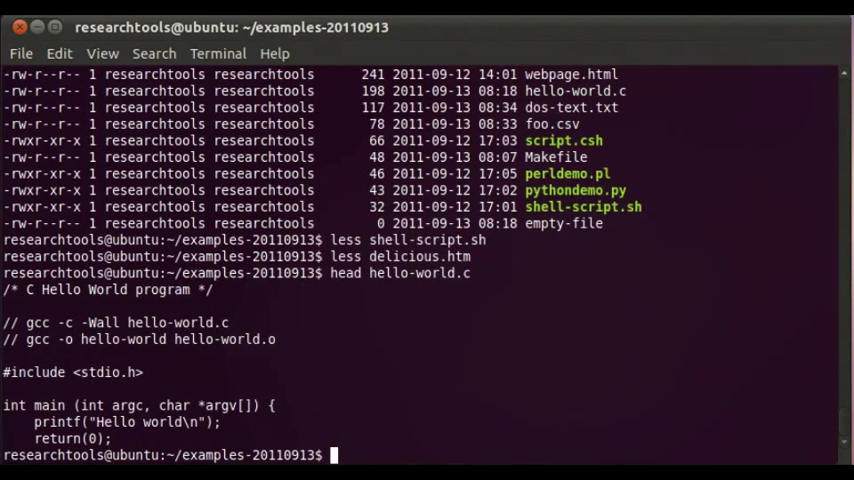 researchtools@ubuntu: ~/examples-20110913
File Edit View Search Terminal Help
-rw-r--r-- 1 researchtools researchtools 241 2011-09-12 14:01 webpage.html
-rw-r--r-- 1 researchtools researchtools 198 2011-09-13 08:18 hello-world.c
-rw-r--r-- 1 researchtools researchtools 117 2011-09-13 08:34 dos-text.txt
-rw-r--r-- 1 researchtools researchtools 78 2011-09-13 08:33 foo.csv
-rwxr-xr-x 1 researchtools researchtools 66 2011-09-12 17:03 script.csh
-rw-r--r-- 1 researchtools researchtools 48 2011-09-13 08:07 Makefile
-rwxr-xr-x 1 researchtools researchtools 46 2011-09-12 17:05 perldemo.pl
-rwxr-xr-x 1 researchtools researchtools 43 2011-09-12 17:02 pythondemo.py
-rwxr-xr-x 1 researchtools researchtools 32 2011-09-12 17:01 shell-script.sh
-rw-r--r-- 1 researchtools researchtools 0 2011-09-13 08:18 empty-file
researchtools@ubuntu:~/examples-20110913$ less shell-script.sh
researchtools@ubuntu:~/examples-20110913$ less delicious.htm
researchtools@ubuntu:~/examples-20110913$ head hello-world.c
/* C Hello World program */
// gcc -c -Wall hello-world.c
// gcc -o hello-world hello-world.o
#include <stdio.h>
int main (int argc, char *argv[]) {
printf("Hello world\n");
return(0);
researchtools@ubuntu:~/examples-20110913$